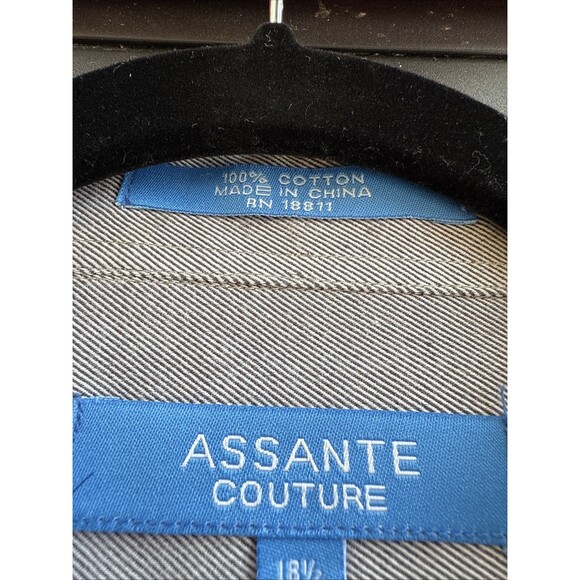 100% COTTON
MADE IN CHINA
RN 18811
ASSANTE
COUTURE
18½